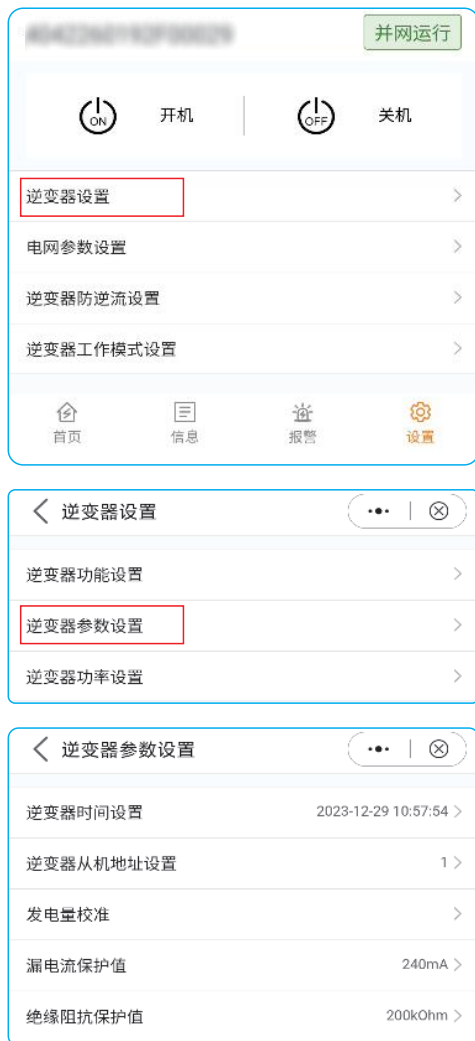 并网运行
ON 开机 OFF 关机
逆变器设置
电网参数设置
逆变器防逆流设置
逆变器工作模式设置
首页 信息 报警 设置
逆变器设置
逆变器功能设置
逆变器参数设置
逆变器功率设置
逆变器参数设置
逆变器时间设置 2023-12-29 10:57:54
逆变器从机地址设置 1
发电量校准
漏电流保护值 240mA
绝缘阻抗保护值 200kOhm